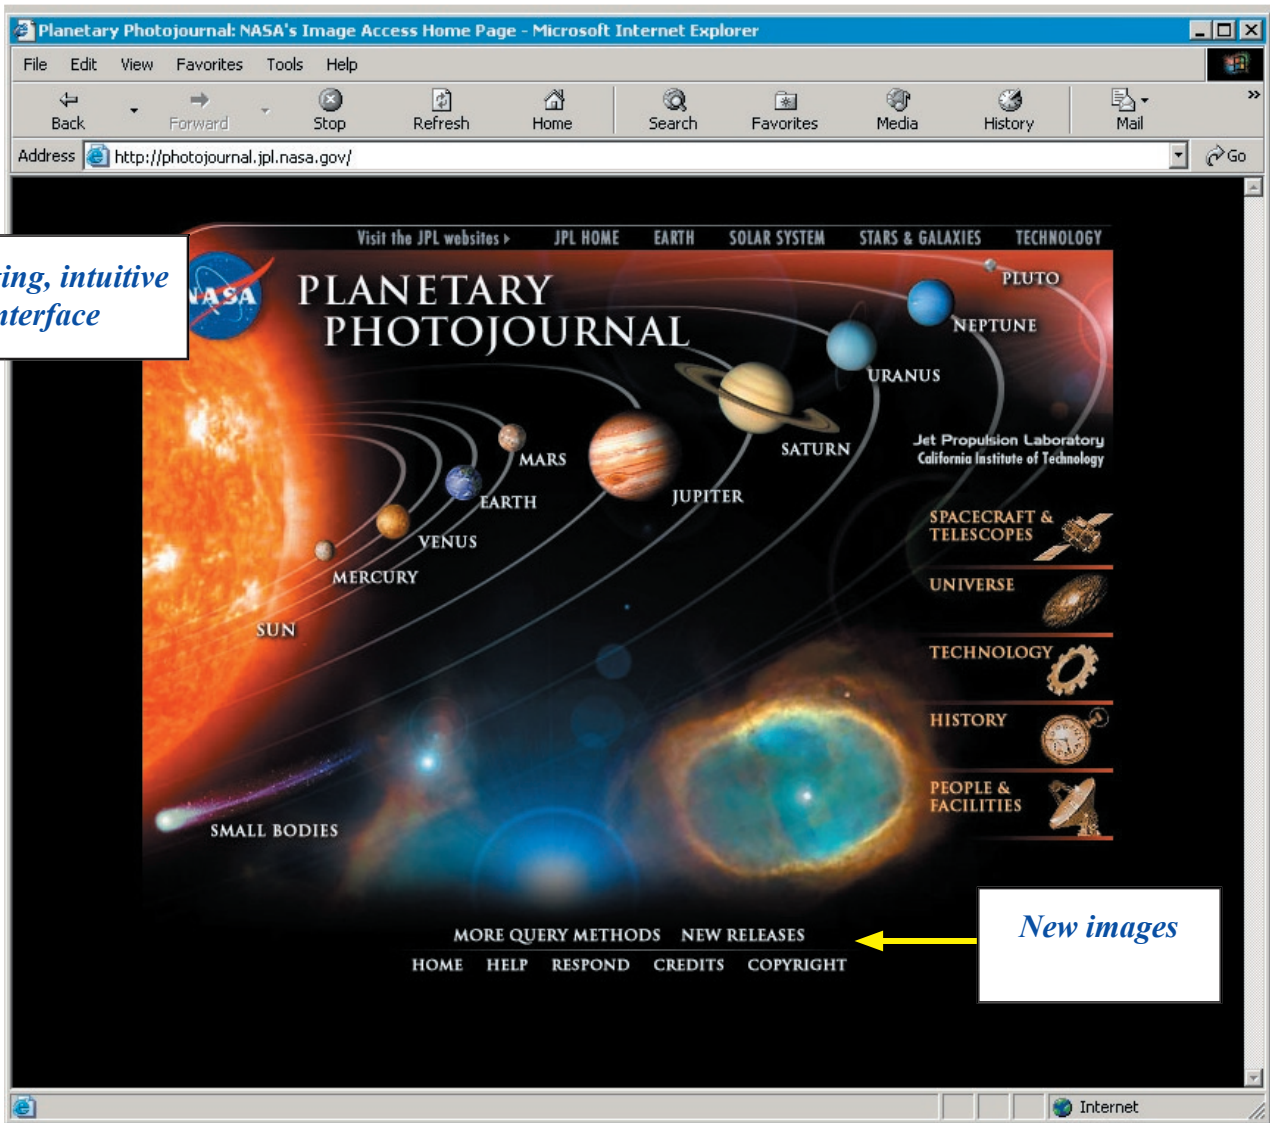 Planetary Photojournal: NASA's Image Access Home Page - Microsoft Internet Explorer
File Edit View Favorites Tools Help
Back Forward Stop Refresh Home Search Favorites Media History Mail »
Address http://photojournal.jpl.nasa.gov/ Go
Visit the JPL websites JPL HOME EARTH SOLAR SYSTEM STARS & GALAXIES TECHNOLOGY
intuitive
NASA
PLANETARY
PHOTOJOURNAL
PLUTO
NEPTUNE
URANUS
SATURN
JUPITER
MARS
EARTH
VENUS
MERCURY
SUN
SMALL BODIES
Jet Propulsion Laboratory
California Institute of Technology
SPACECRAFT &
TELESCOPES
UNIVERSE
TECHNOLOGY
HISTORY
PEOPLE &
FACILITIES
New images
MORE QUERY METHODS NEW RELEASES
HOME HELP RESPOND CREDITS COPYRIGHT
Internet